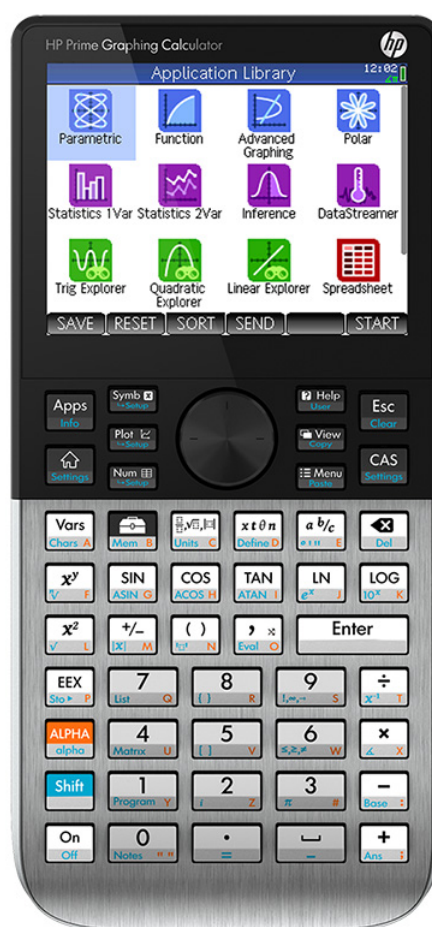 HP Prime Graphing Calculator
hp
Application Library 12:02
Parametric Function Advanced Graphing Polar
Statistics 1Var Statistics 2Var Inference DataStreamer
Trig Explorer Quadratic Explorer Linear Explorer Spreadsheet
SAVE RESET SORT SEND START
Apps Info
Symb Setup
Help User
Esc Clear
Plot Setup
View Copy
Settings
Num Setup
Menu Paste
CAS Settings
Vars Chars A
Mem B
Units C
x t θ n Define D
a b/c E
Del
xʸ F
SIN ASIN G
COS ACOS H
TAN ATAN I
LN eˣ J
LOG 10ˣ K
x² √ L
+/- |x| M
( ) N
, Eval O
Enter
EEX Sto ▸ P
7 List Q
8 { } R
9 !,∞,→ S
÷ x⁻¹ T
ALPHA alpha
4 Matrix U
5 [ ] V
6 ≤,≥,≠ W
× ∡ X
Shift
1 Program Y
2 i Z
3 π #
− Base :
On Off
0 Notes " "
. =
_
+ Ans ;